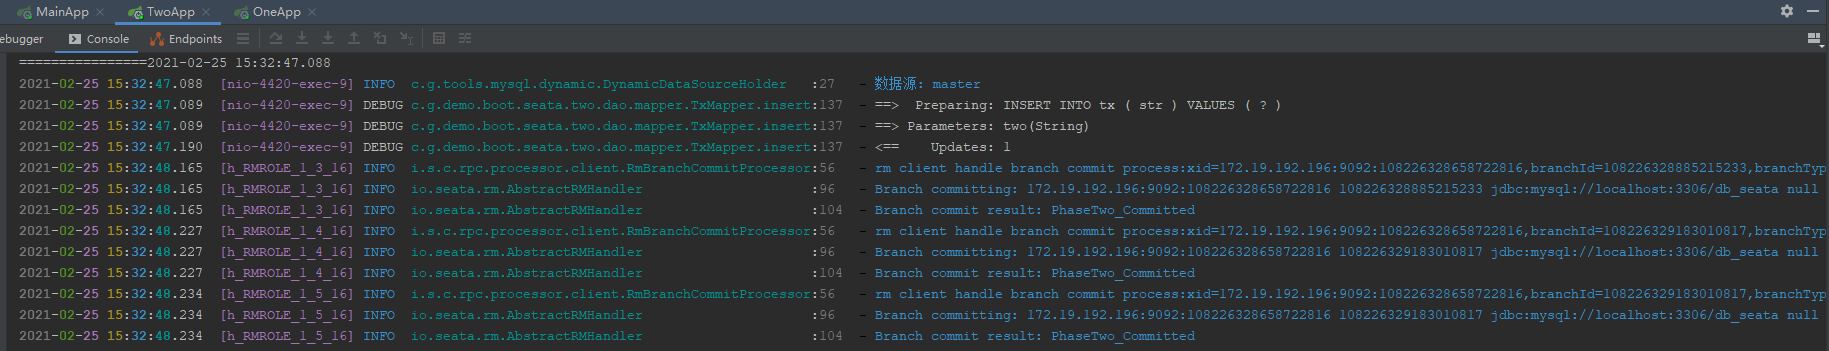 MainApp TwoApp OneApp
ebugger Console Endpoints
================2021-02-25 15:32:47.088
2021-02-25 15:32:47.088 [nio-4420-exec-9] INFO c.g.tools.mysql.dynamic.DynamicDataSourceHolder :27 - 数据源: master
2021-02-25 15:32:47.089 [nio-4420-exec-9] DEBUG c.g.demo.boot.seata.two.dao.mapper.TxMapper.insert:137 - ==> Preparing: INSERT INTO tx ( str ) VALUES ( ? )
2021-02-25 15:32:47.089 [nio-4420-exec-9] DEBUG c.g.demo.boot.seata.two.dao.mapper.TxMapper.insert:137 - ==> Parameters: two(String)
2021-02-25 15:32:47.190 [nio-4420-exec-9] DEBUG c.g.demo.boot.seata.two.dao.mapper.TxMapper.insert:137 - <== Updates: 1
2021-02-25 15:32:48.165 [h_RMROLE_1_3_16] INFO i.s.c.rpc.processor.client.RmBranchCommitProcessor:56 - rm client handle branch commit process:xid=172.19.192.196:9092:108226328658722816,branchId=108226328885215233,branchTyp
2021-02-25 15:32:48.165 [h_RMROLE_1_3_16] INFO io.seata.rm.AbstractRMHandler :96 - Branch committing: 172.19.192.196:9092:108226328658722816 108226328885215233 jdbc:mysql://localhost:3306/db_seata null
2021-02-25 15:32:48.165 [h_RMROLE_1_3_16] INFO io.seata.rm.AbstractRMHandler :104 - Branch commit result: PhaseTwo_Committed
2021-02-25 15:32:48.227 [h_RMROLE_1_4_16] INFO i.s.c.rpc.processor.client.RmBranchCommitProcessor:56 - rm client handle branch commit process:xid=172.19.192.196:9092:108226328658722816,branchId=108226329183010817,branchTyp
2021-02-25 15:32:48.227 [h_RMROLE_1_4_16] INFO io.seata.rm.AbstractRMHandler :96 - Branch committing: 172.19.192.196:9092:108226328658722816 108226329183010817 jdbc:mysql://localhost:3306/db_seata null
2021-02-25 15:32:48.227 [h_RMROLE_1_4_16] INFO io.seata.rm.AbstractRMHandler :104 - Branch commit result: PhaseTwo_Committed
2021-02-25 15:32:48.234 [h_RMROLE_1_5_16] INFO i.s.c.rpc.processor.client.RmBranchCommitProcessor:56 - rm client handle branch commit process:xid=172.19.192.196:9092:108226328658722816,branchId=108226329183010817,branchTyp
2021-02-25 15:32:48.234 [h_RMROLE_1_5_16] INFO io.seata.rm.AbstractRMHandler :96 - Branch committing: 172.19.192.196:9092:108226328658722816 108226329183010817 jdbc:mysql://localhost:3306/db_seata null
2021-02-25 15:32:48.234 [h_RMROLE_1_5_16] INFO io.seata.rm.AbstractRMHandler :104 - Branch commit result: PhaseTwo_Committed